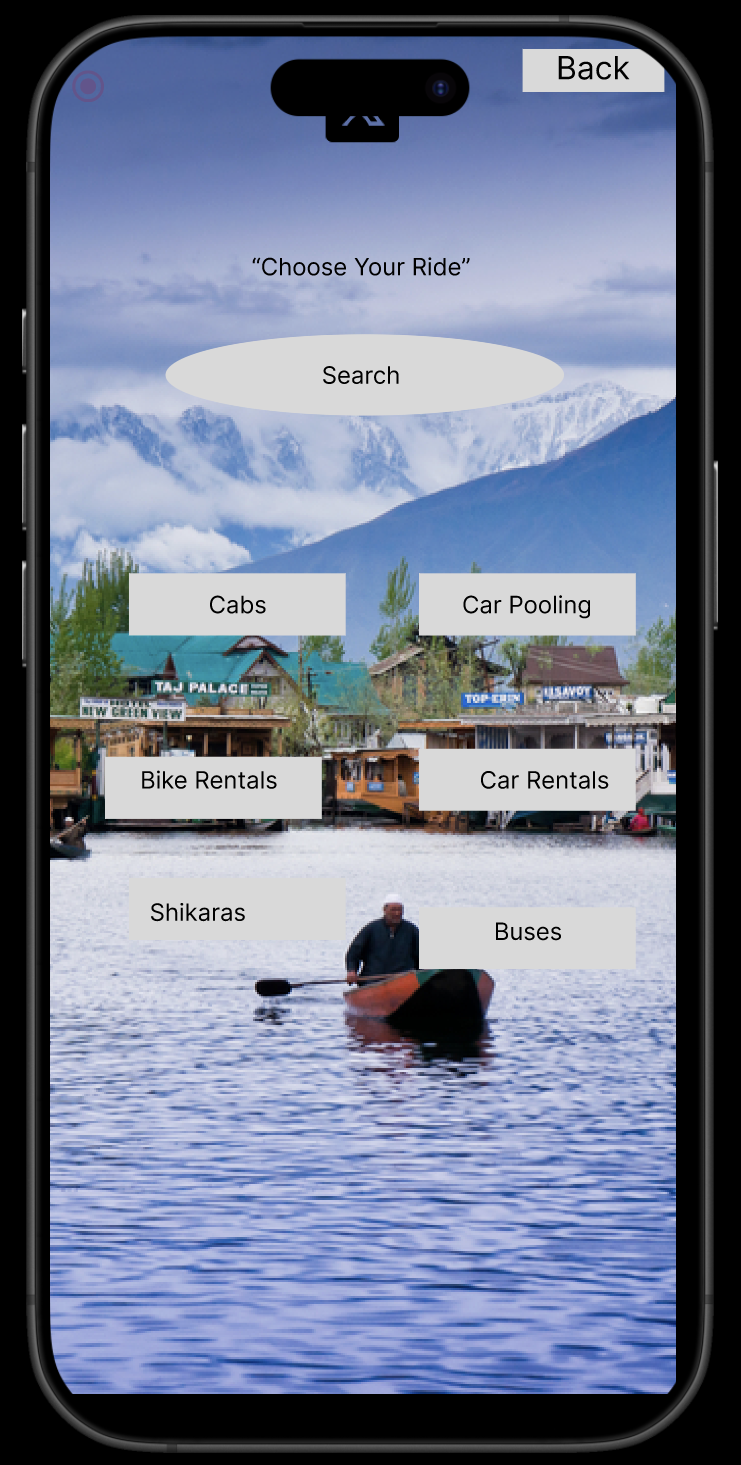 Back
“Choose Your Ride”
Search
Cabs
Car Pooling
TAJ PALACE
NEW GREEN VIEW
TOP-ERIN
SAVOY
Bike Rentals
Car Rentals
Shikaras
Buses